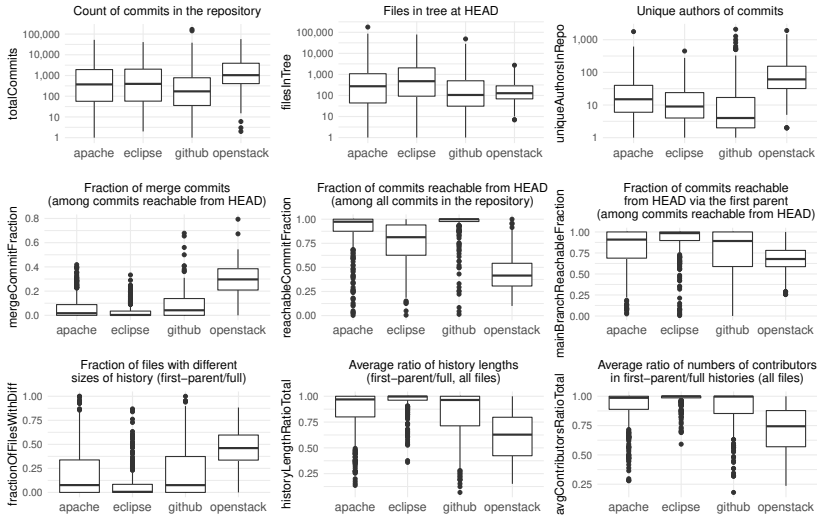 Count of commits in the repository
totalCommits
100,000
10,000
1,000
100
10
1
apache eclipse github openstack
Files in tree at HEAD
filesInTree
100,000
10,000
1,000
100
10
1
apache eclipse github openstack
Unique authors of commits
uniqueAuthorsInRepo
1,000
100
10
1
apache eclipse github openstack
Fraction of merge commits
(among commits reachable from HEAD)
mergeCommitFraction
0.8
0.6
0.4
0.2
0.0
apache eclipse github openstack
Fraction of commits reachable from HEAD
(among all commits in the repository)
reachableCommitFraction
1.00
0.75
0.50
0.25
0.00
apache eclipse github openstack
Fraction of commits reachable
from HEAD via the first parent
(among commits reachable from HEAD)
mainBranchReachableFraction
1.00
0.75
0.50
0.25
0.00
apache eclipse github openstack
Fraction of files with different
sizes of history (first−parent/full)
fractionOfFilesWithDiff
1.00
0.75
0.50
0.25
0.00
apache eclipse github openstack
Average ratio of history lengths
(first−parent/full, all files)
historyLengthRatioTotal
1.00
0.75
0.50
0.25
apache eclipse github openstack
Average ratio of numbers of contributors
in first−parent/full histories (all files)
avgContributorsRatioTotal
1.00
0.75
0.50
0.25
apache eclipse github openstack